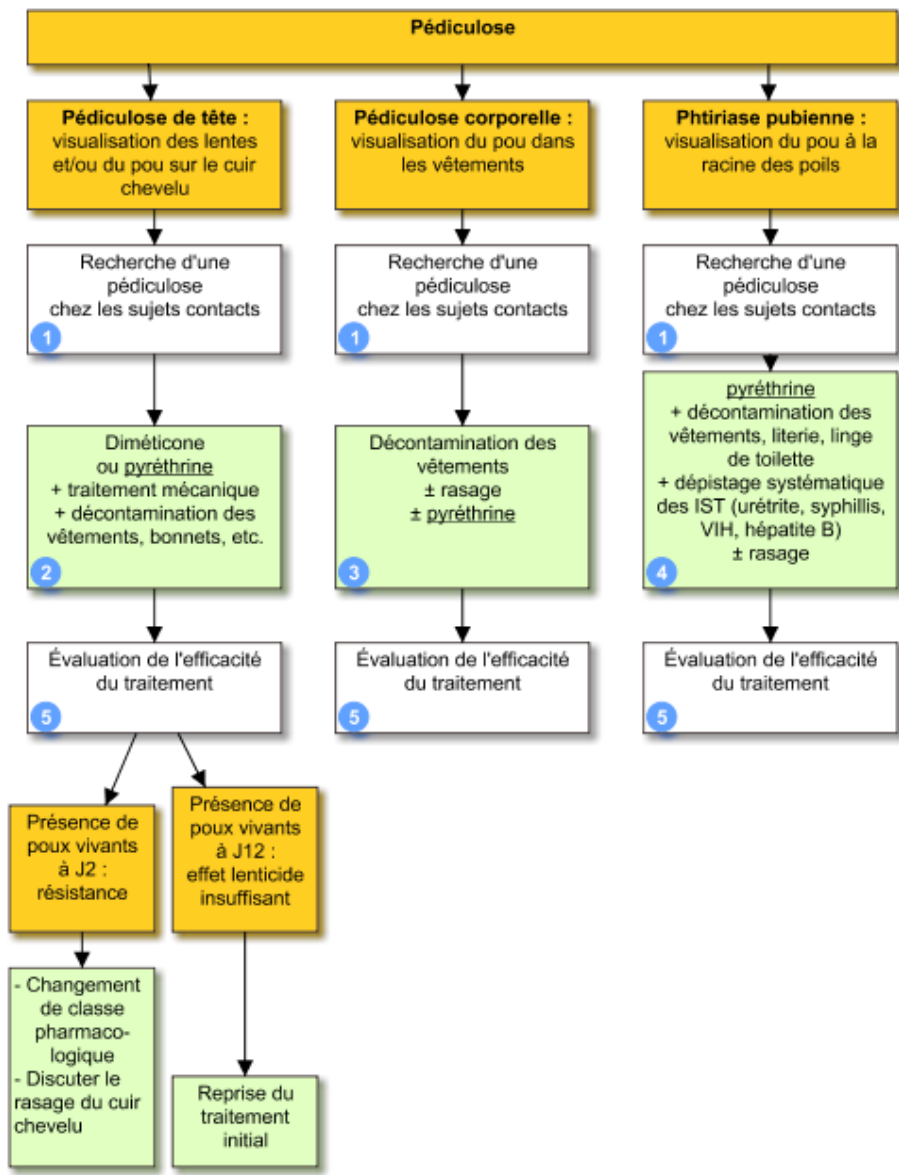 Pédiculose
Pédiculose de tête :
visualisation des lentes
et/ou du pou sur le cuir
chevelu
Pédiculose corporelle :
visualisation du pou dans
les vêtements
Phtiriase pubienne :
visualisation du pou à la
racine des poils
Recherche d'une
pédiculose
chez les sujets contacts
1
Recherche d'une
pédiculose
chez les sujets contacts
1
Recherche d'une
pédiculose
chez les sujets contacts
1
Diméticone
ou pyréthrine
+ traitement mécanique
+ décontamination des
vêtements, bonnets, etc.
2
Décontamination des
vêtements
± rasage
± pyréthrine
3
pyréthrine
+ décontamination des
vêtements, literie, linge
de toilette
+ dépistage systématique
des IST (urétrite, syphillis,
VIH, hépatite B)
± rasage
4
Évaluation de l'efficacité
du traitement
5
Évaluation de l'efficacité
du traitement
5
Évaluation de l'efficacité
du traitement
5
Présence de
poux vivants
à J2 :
résistance
Présence de
poux vivants
à J12 :
effet lenticide
insuffisant
- Changement
de classe
pharmaco-
logique
- Discuter le
rasage du cuir
chevelu
Reprise du
traitement
initial